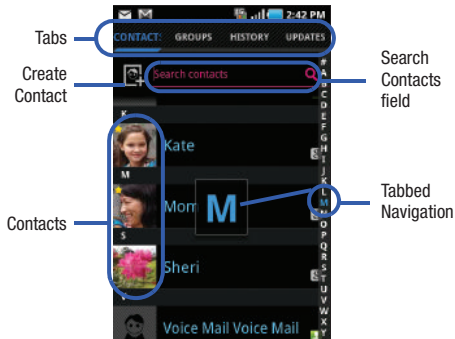 2:42 PM
Tabs
CONTACTS GROUPS HISTORY UPDATES
Create
Contact
Search contacts
Search
Contacts
field
#
A
B
C
D
E
F
G
H
I
J
K
L
M
N
O
P
Q
R
S
T
U
V
W
X
Y
K
Kate
M
Mom
M
Tabbed
Navigation
Contacts
S
Sheri
V
Voice Mail Voice Mail